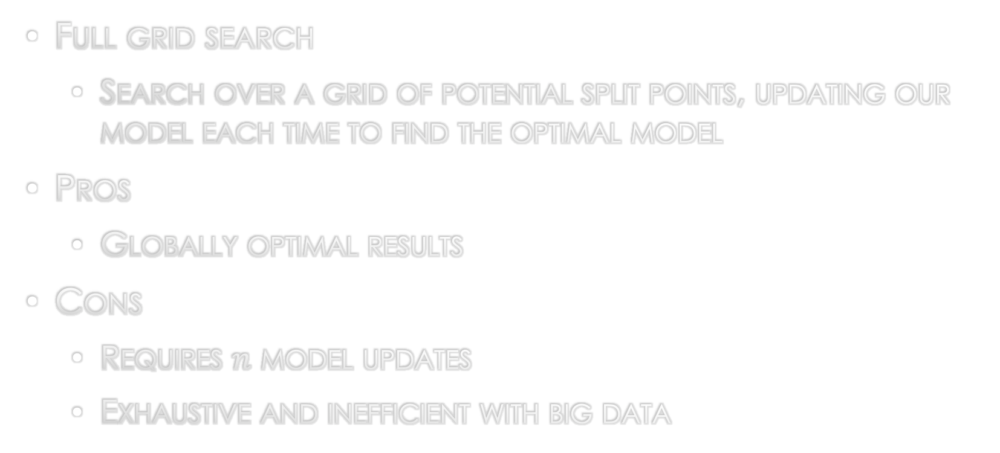 • Full grid search
• Search over a grid of potential split points, updating our
model each time to find the optimal model
• Pros
• Globally optimal results
• Cons
• Requires n model updates
• Exhaustive and inefficient with big data